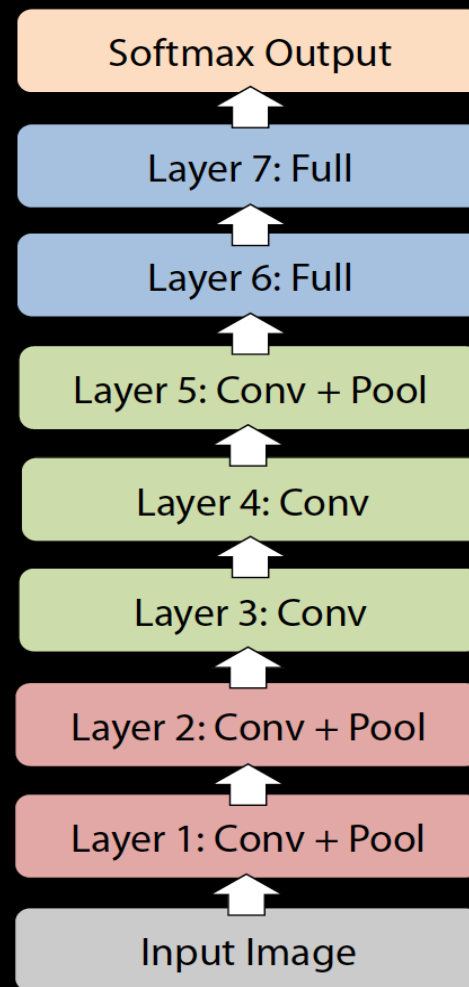 Softmax Output
Layer 7: Full
Layer 6: Full
Layer 5: Conv + Pool
Layer 4: Conv
Layer 3: Conv
Layer 2: Conv + Pool
Layer 1: Conv + Pool
Input Image